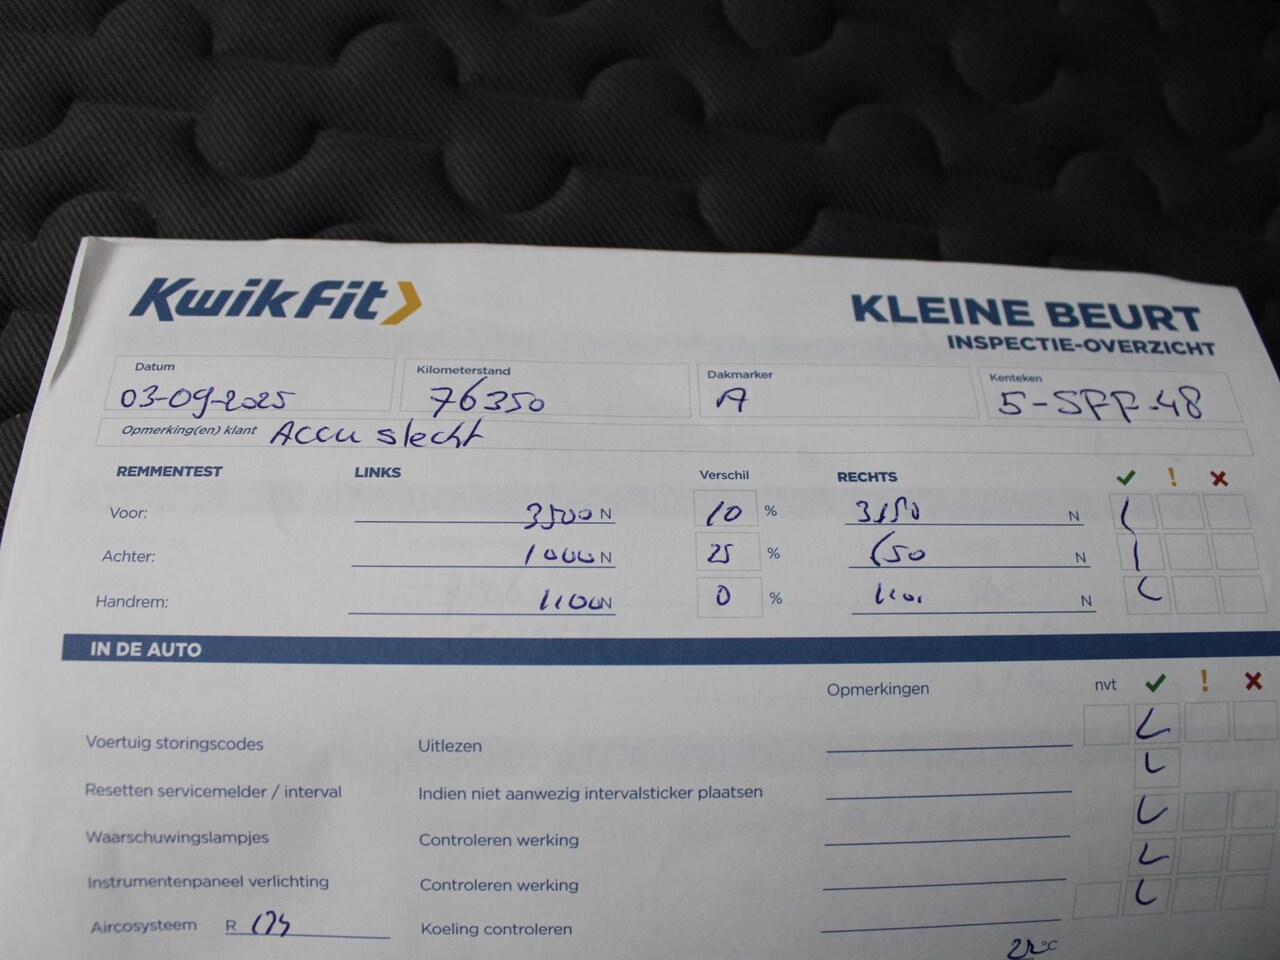 KwikFit
KLEINE BEURT
INSPECTIE-OVERZICHT
Datum Kilometerstand Dakmarker Kenteken
03-09-2025 76350 A 5-SFF-48
Opmerking(en) klant Accu slecht
REMMENTEST LINKS Verschil RECHTS ✓ ! ✗
Voor: 3500 N 10 % 3150 N
Achter: 1000 N 25 % N
Handrem: 1100 N 0 % N
IN DE AUTO
Opmerkingen nvt ✓ ! ✗
Voertuig storingscodes Uitlezen
Resetten servicemelder / interval Indien niet aanwezig intervalsticker plaatsen
Waarschuwingslampjes Controleren werking
Instrumentenpaneel verlichting Controleren werking
Aircosysteem R Koeling controleren
°C